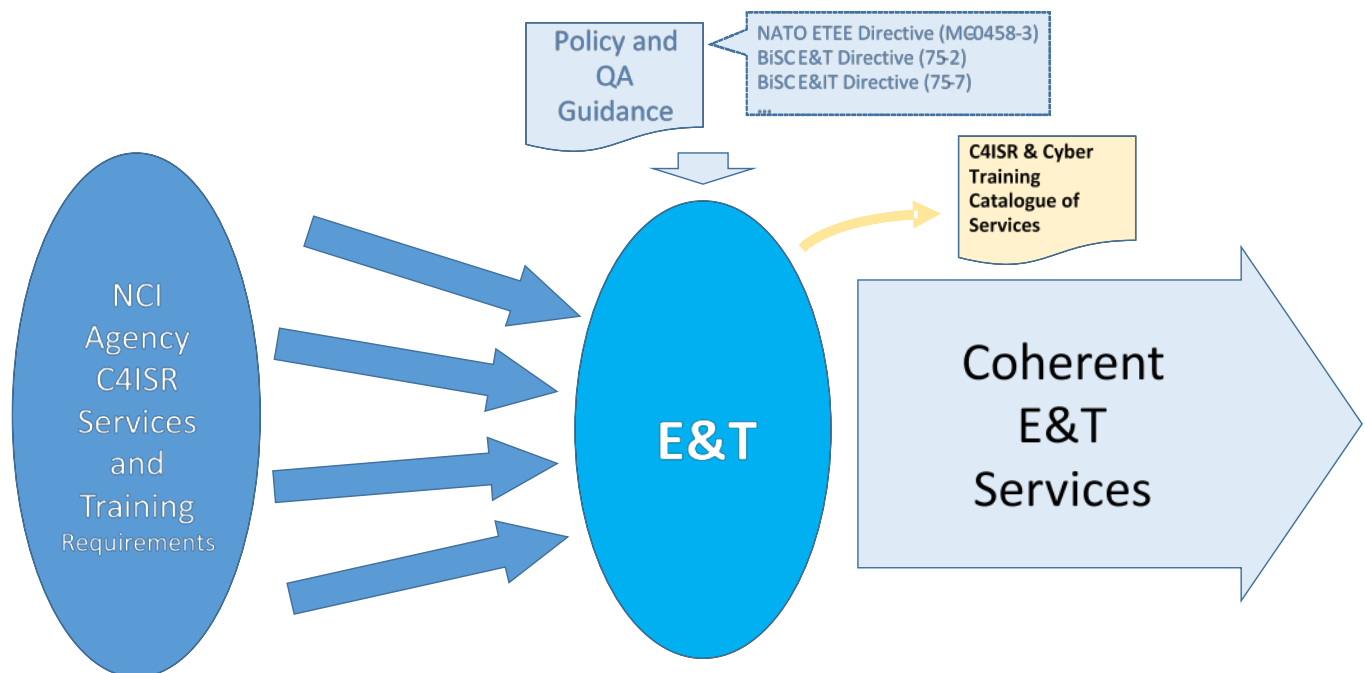 Policy and
QA
Guidance
NATO ETEE Directive (MC0458-3)
BiSC E&T Directive (75-2)
BiSC E&IT Directive (75-7)
...
C4ISR & Cyber
Training
Catalogue of
Services
NCI
Agency
C4ISR
Services
and
Training
Requirements
E&T
Coherent
E&T
Services